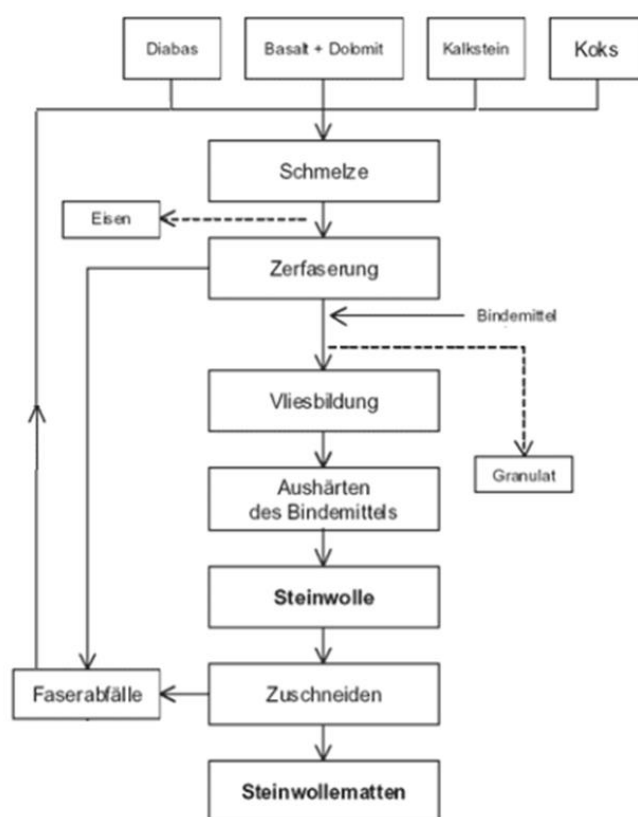 Diabas
Basalt + Dolomit
Kalkstein
Koks
Schmelze
Eisen
Zerfaserung
Bindemittel
Vliesbildung
Granulat
Aushärten
des Bindemittels
Steinwolle
Faserabfälle
Zuschneiden
Steinwollematten